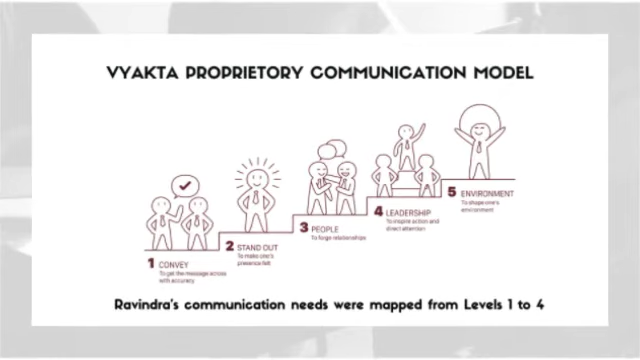 VYAKTA PROPRIETORY COMMUNICATION MODEL
1 CONVEY
To get the message across
with accuracy
2 STAND OUT
To make one's
presence felt
3 PEOPLE
To forge relationships
4 LEADERSHIP
To inspire action and
direct attention
5 ENVIRONMENT
To shape one's
environment
Ravindra's communication needs were mapped from Levels 1 to 4